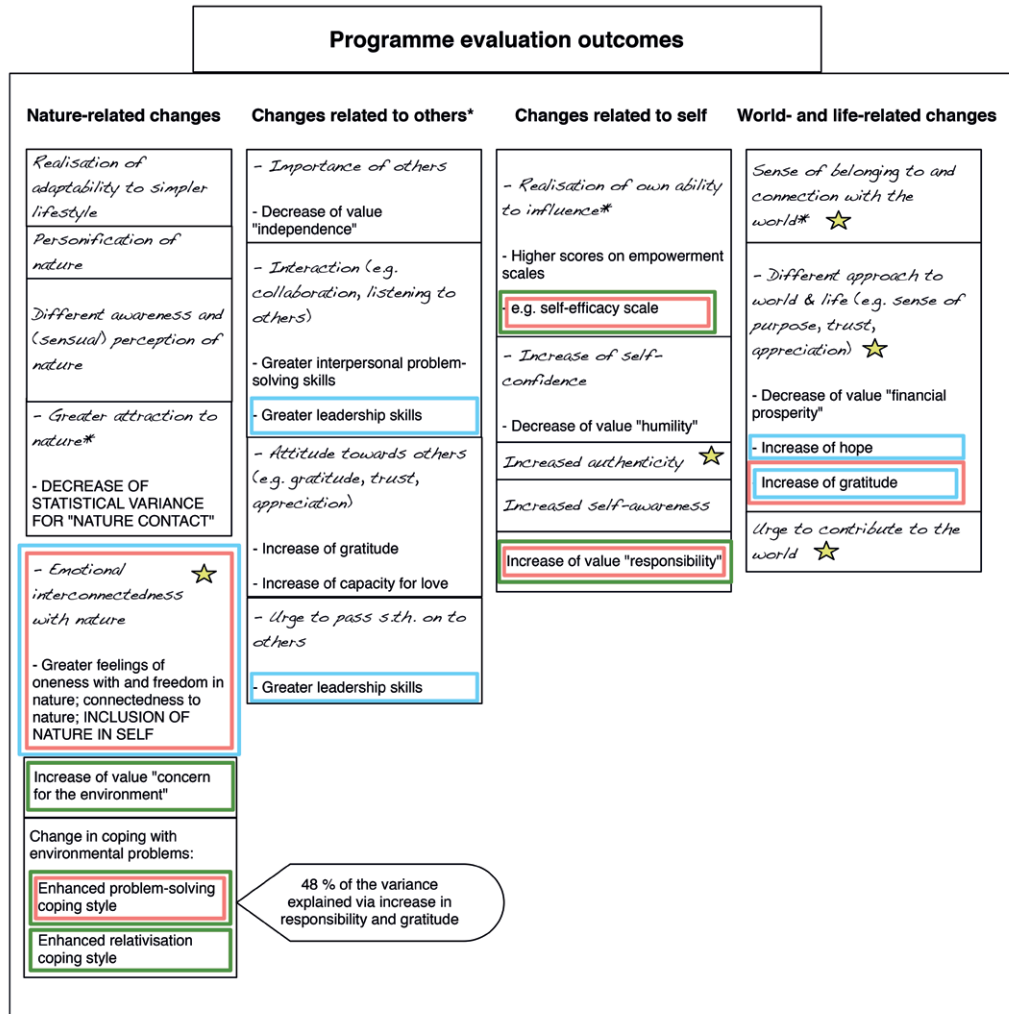 Programme evaluation outcomes
Nature-related changes
Realisation of
adaptability to simpler
lifestyle
Personification of
nature
Different awareness and
(sensual) perception of
nature
- Greater attraction to
nature*
- DECREASE OF
STATISTICAL VARIANCE
FOR "NATURE CONTACT"
- Emotional
interconnectedness
with nature
- Greater feelings of
oneness with and freedom in
nature; connectedness to
nature; INCLUSION OF
NATURE IN SELF
Increase of value "concern
for the environment"
Change in coping with
environmental problems:
Enhanced problem-solving
coping style
Enhanced relativisation
coping style
48 % of the variance
explained via increase in
responsibility and gratitude
Changes related to others*
- Importance of others
- Decrease of value
"independence"
- Interaction (e.g.
collaboration, listening to
others)
- Greater interpersonal problem-
solving skills
- Greater leadership skills
- Attitude towards others
(e.g. gratitude, trust,
appreciation)
- Increase of gratitude
- Increase of capacity for love
- Urge to pass s.th. on to
others
- Greater leadership skills
Changes related to self
- Realisation of own ability
to influence*
- Higher scores on empowerment
scales
- e.g. self-efficacy scale
- Increase of self-
confidence
- Decrease of value "humility"
Increased authenticity
Increased self-awareness
Increase of value "responsibility"
World- and life-related changes
Sense of belonging to and
connection with the
world*
- Different approach to
world & life (e.g. sense of
purpose, trust,
appreciation)
- Decrease of value "financial
prosperity"
- Increase of hope
- Increase of gratitude
Urge to contribute to the
world